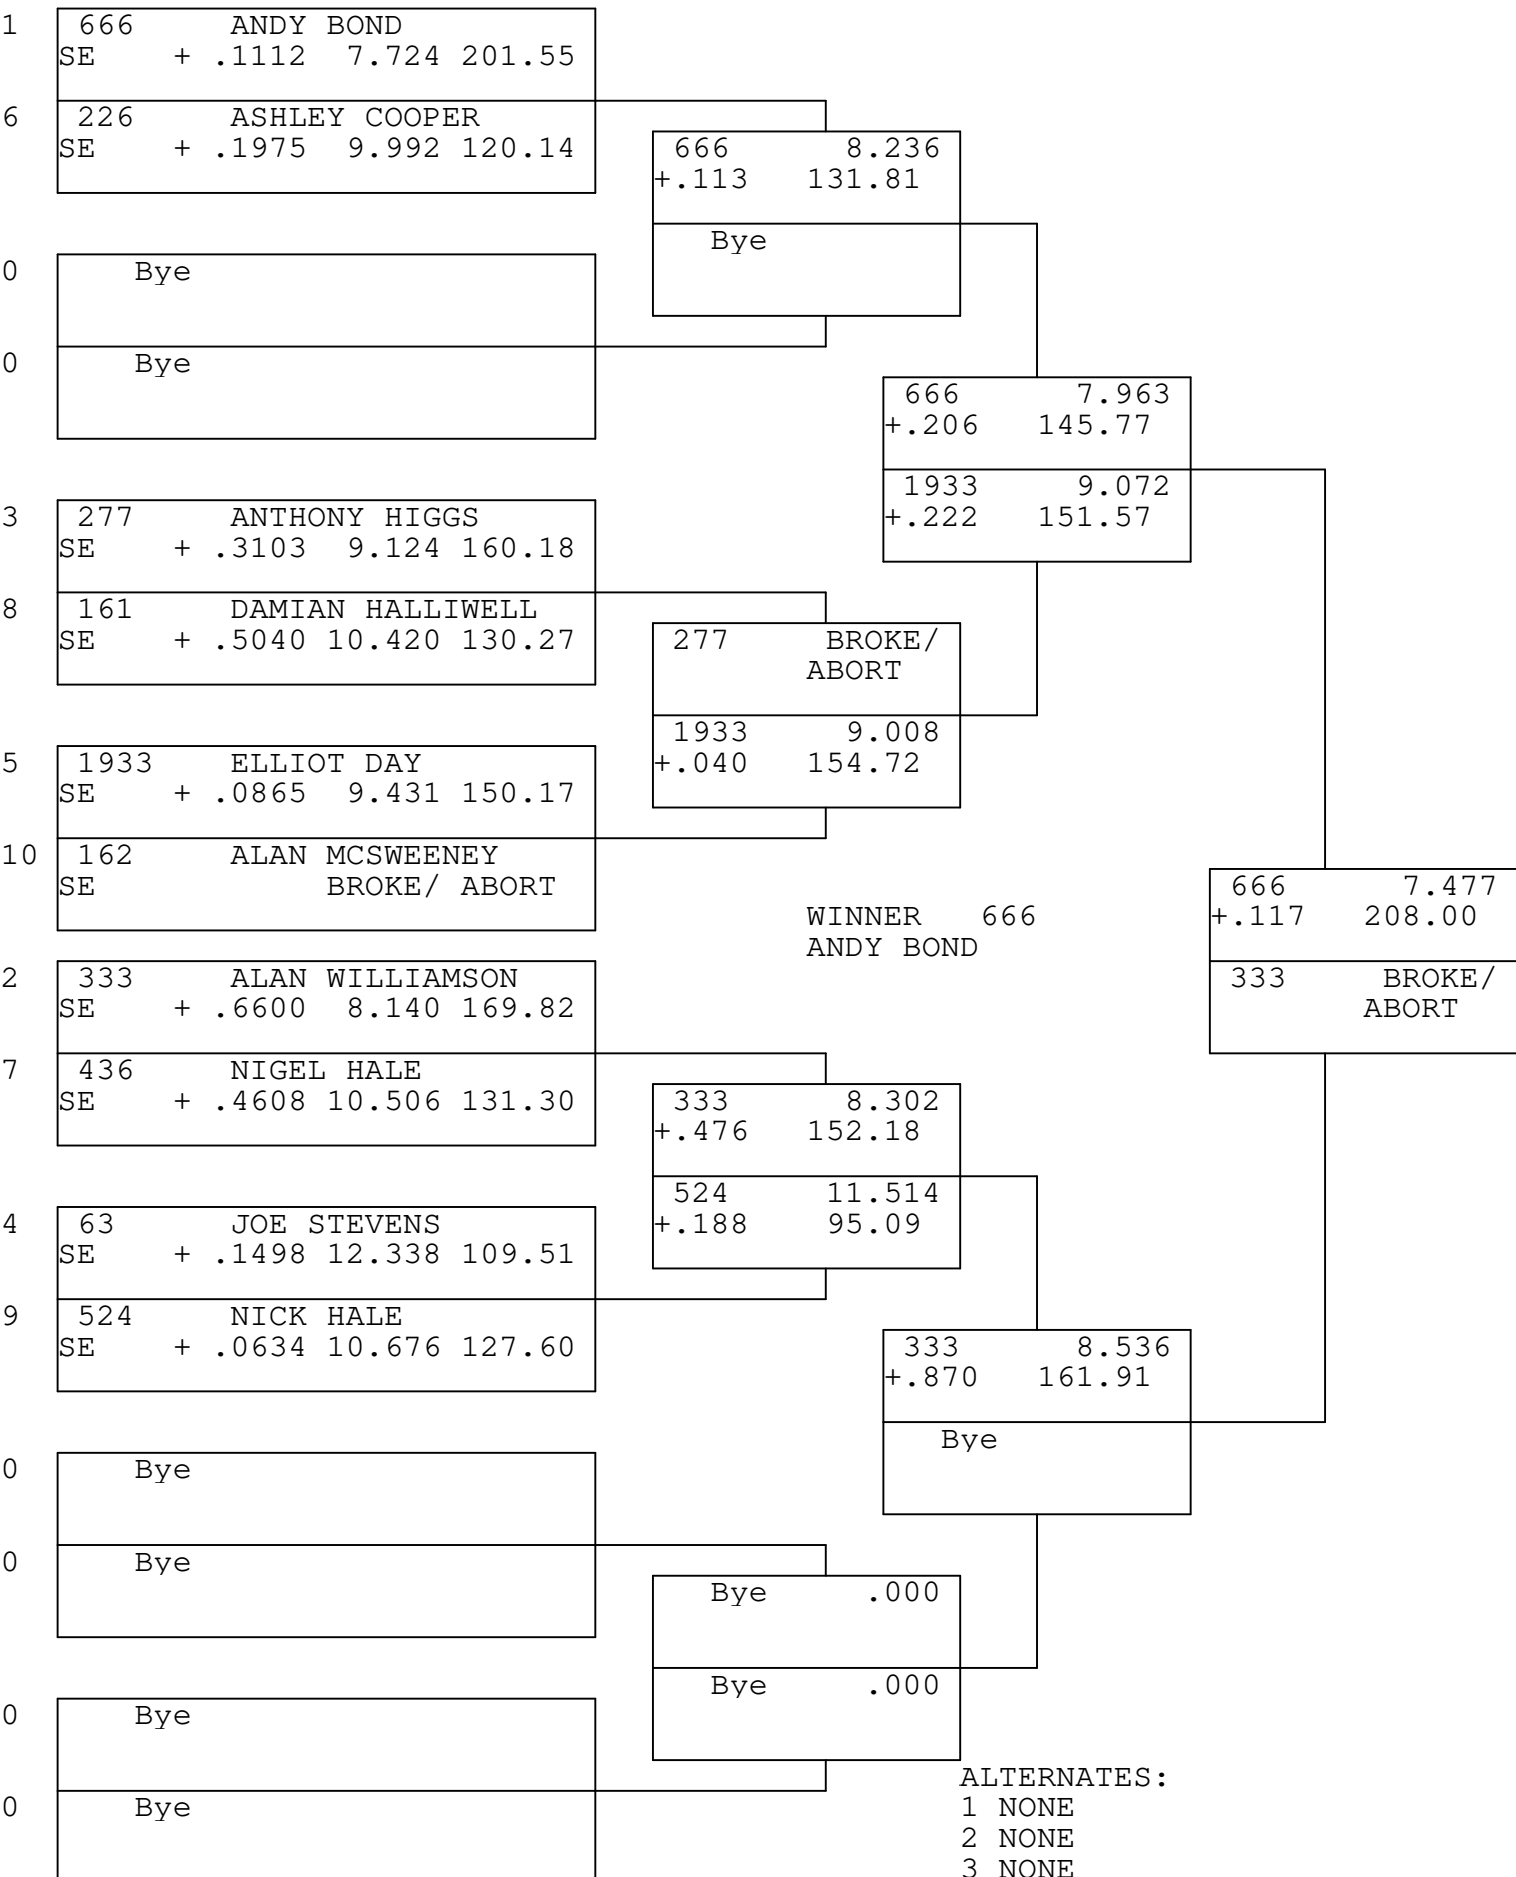 1 666 ANDY BOND
SE + .1112 7.724 201.55
6 226 ASHLEY COOPER
SE + .1975 9.992 120.14
666 8.236
+.113 131.81
Bye
0 Bye
0 Bye
666 7.963
+.206 145.77
1933 9.072
+.222 151.57
3 277 ANTHONY HIGGS
SE + .3103 9.124 160.18
8 161 DAMIAN HALLIWELL
SE + .5040 10.420 130.27
277 BROKE/
ABORT
1933 9.008
+.040 154.72
5 1933 ELLIOT DAY
SE + .0865 9.431 150.17
10 162 ALAN MCSWEENEY
SE BROKE/ ABORT
WINNER 666
ANDY BOND
666 7.477
+.117 208.00
333 BROKE/
ABORT
2 333 ALAN WILLIAMSON
SE + .6600 8.140 169.82
7 436 NIGEL HALE
SE + .4608 10.506 131.30
333 8.302
+.476 152.18
524 11.514
+.188 95.09
4 63 JOE STEVENS
SE + .1498 12.338 109.51
9 524 NICK HALE
SE + .0634 10.676 127.60
333 8.536
+.870 161.91
Bye
0 Bye
0 Bye
Bye .000
Bye .000
0 Bye
0 Bye
ALTERNATES:
1 NONE
2 NONE
3 NONE